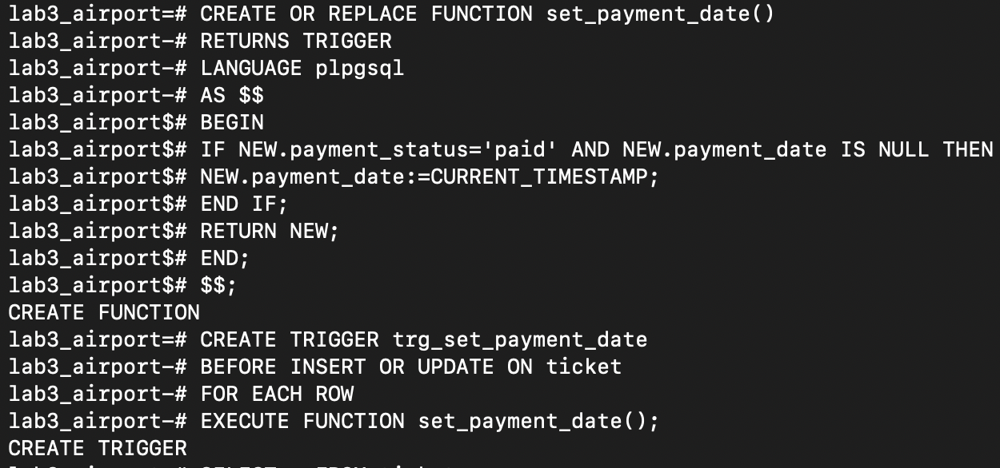 lab3_airport=# CREATE OR REPLACE FUNCTION set_payment_date()
lab3_airport-# RETURNS TRIGGER
lab3_airport-# LANGUAGE plpgsql
lab3_airport-# AS $$
lab3_airport$# BEGIN
lab3_airport$# IF NEW.payment_status='paid' AND NEW.payment_date IS NULL THEN
lab3_airport$# NEW.payment_date:=CURRENT_TIMESTAMP;
lab3_airport$# END IF;
lab3_airport$# RETURN NEW;
lab3_airport$# END;
lab3_airport$# $$;
CREATE FUNCTION
lab3_airport=# CREATE TRIGGER trg_set_payment_date
lab3_airport-# BEFORE INSERT OR UPDATE ON ticket
lab3_airport-# FOR EACH ROW
lab3_airport-# EXECUTE FUNCTION set_payment_date();
CREATE TRIGGER